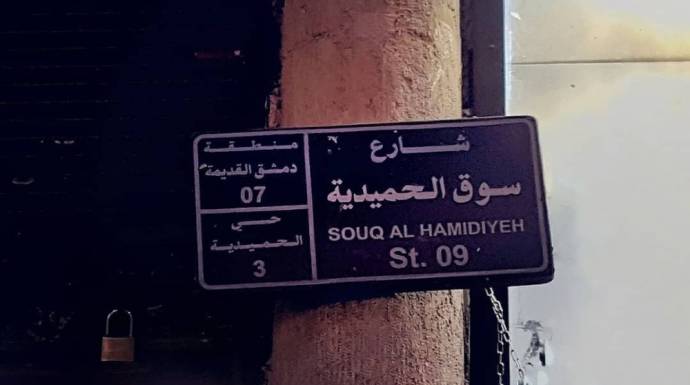 شارع
سوق الحميدية
SOUQ AL HAMIDIYEH
St. 09
منطقة
دمشق القديمة
07
حي
الحميدية
3